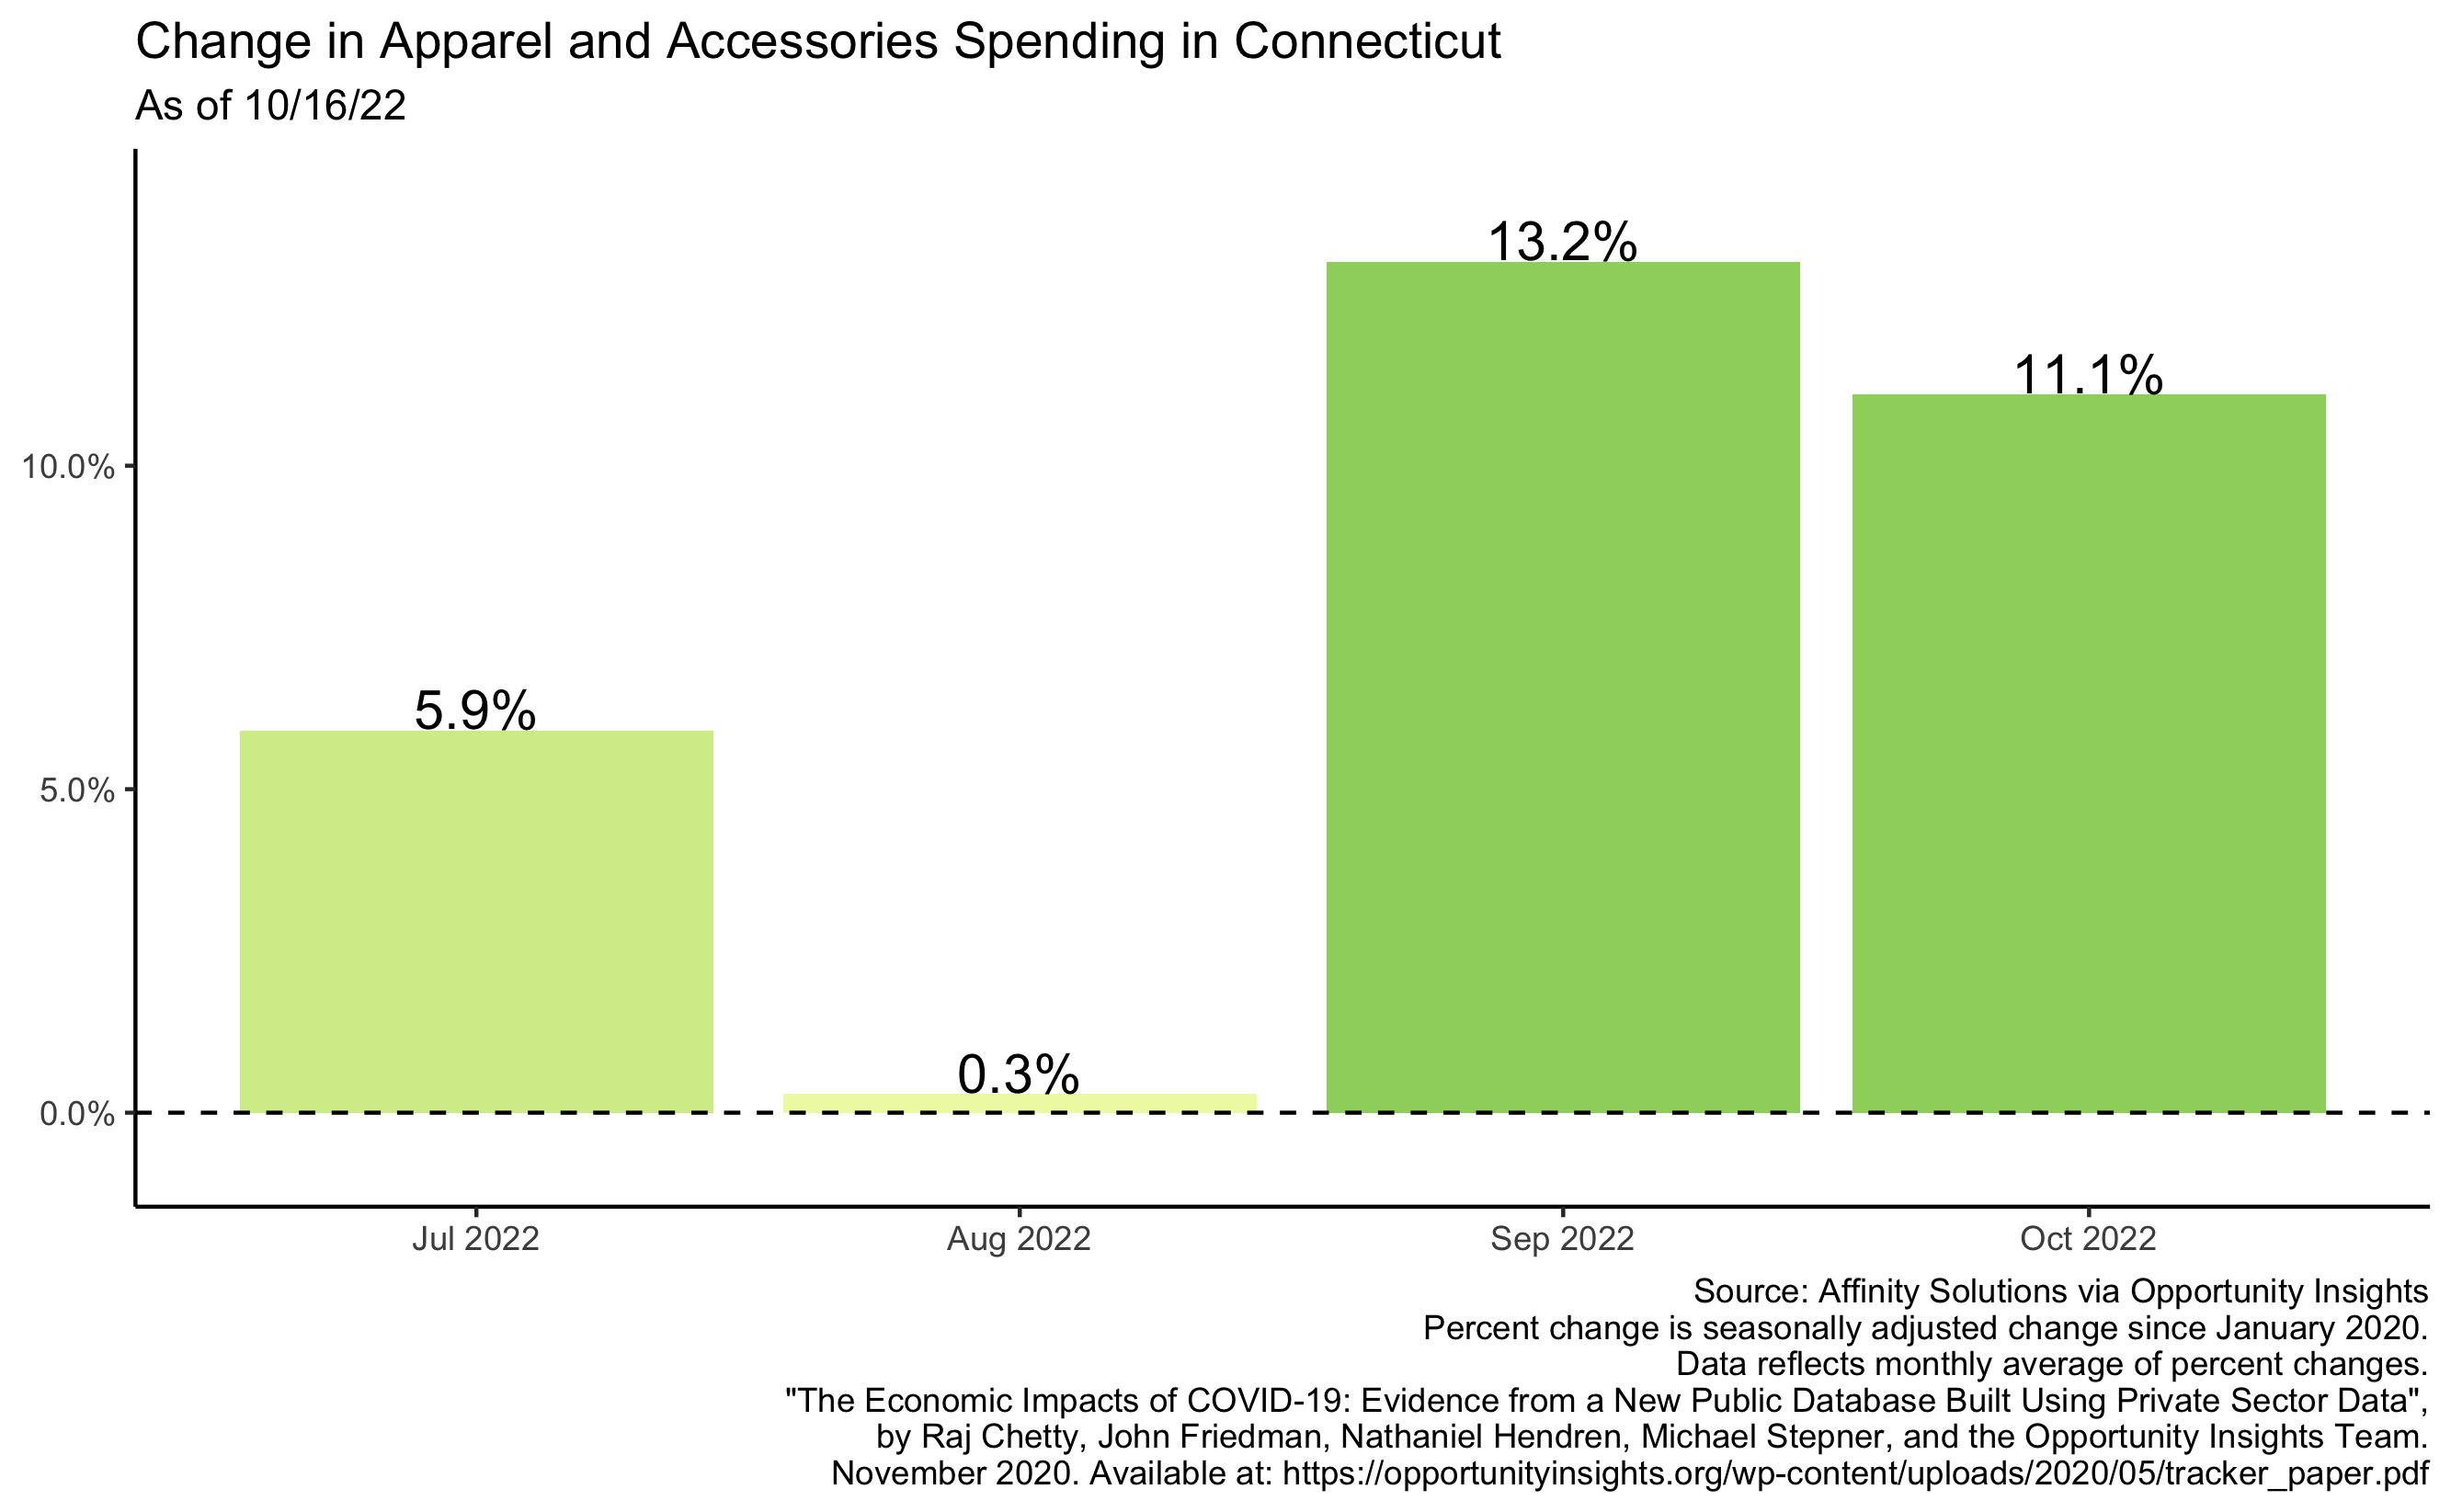 Change in Apparel and Accessories Spending in Connecticut
As of 10/16/22
13.2%
11.1%
10.0%
5.9%
5.0%
0.3%
0.0%
Jul 2022 Aug 2022 Sep 2022 Oct 2022
Source: Affinity Solutions via Opportunity Insights
Percent change is seasonally adjusted change since January 2020.
Data reflects monthly average of percent changes.
"The Economic Impacts of COVID-19: Evidence from a New Public Database Built Using Private Sector Data",
by Raj Chetty, John Friedman, Nathaniel Hendren, Michael Stepner, and the Opportunity Insights Team.
November 2020. Available at: https://opportunityinsights.org/wp-content/uploads/2020/05/tracker_paper.pdf